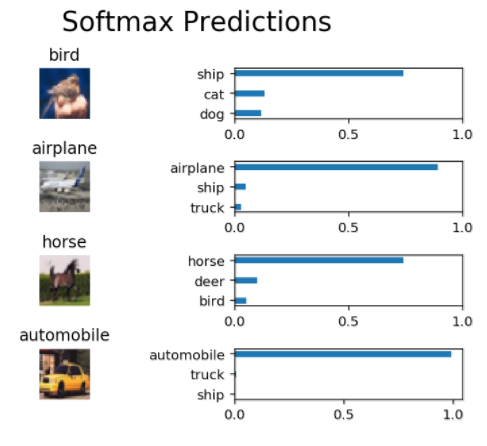 Softmax Predictions
bird
ship
cat
dog
0.0 0.5 1.0
airplane
airplane
ship
truck
0.0 0.5 1.0
horse
horse
deer
bird
0.0 0.5 1.0
automobile
automobile
truck
ship
0.0 0.5 1.0